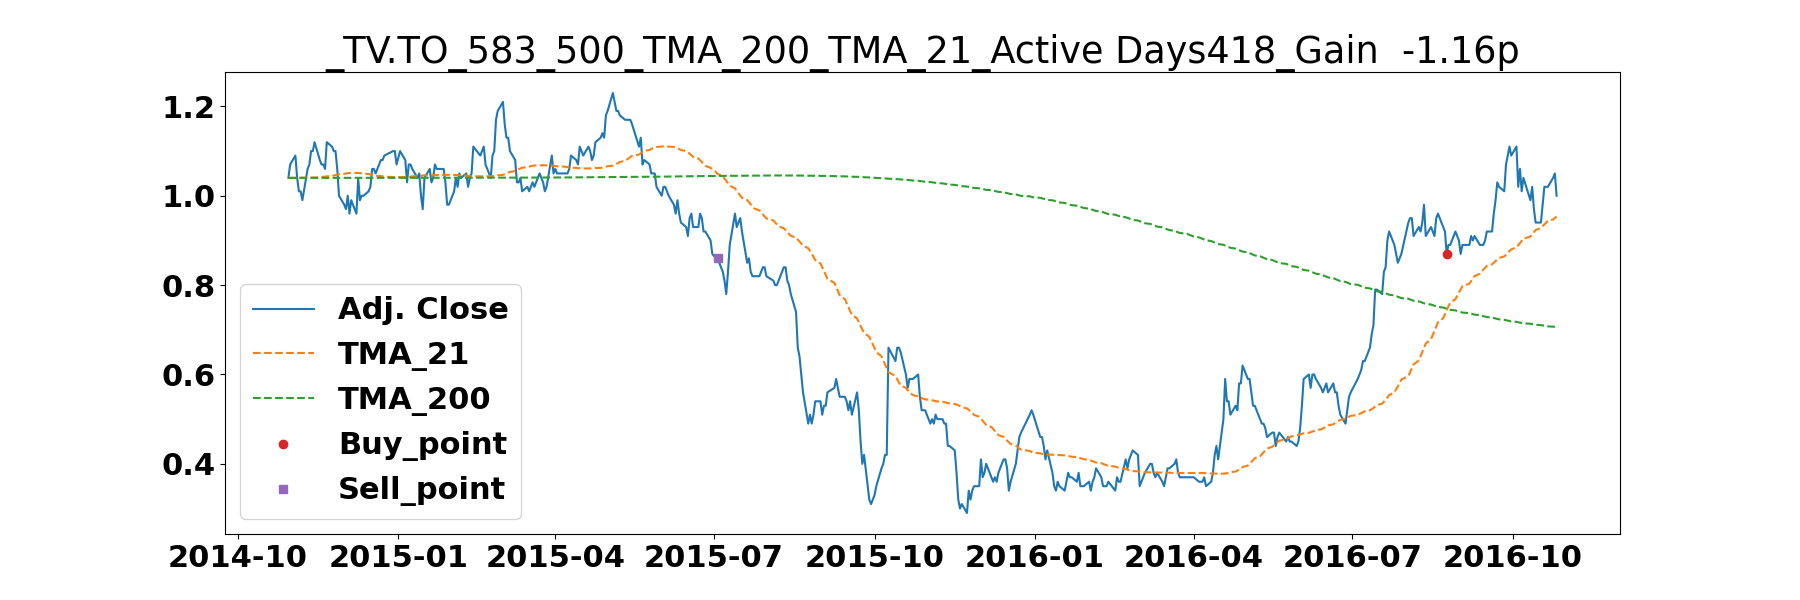 _TV.TO_583_500_TMA_200_TMA_21_Active Days418_Gain  -1.16p
1.2
1.0
0.8
0.6
0.4
Adj. Close
TMA_21
TMA_200
Buy_point
Sell_point
2014-10 2015-01 2015-04 2015-07 2015-10 2016-01 2016-04 2016-07 2016-10